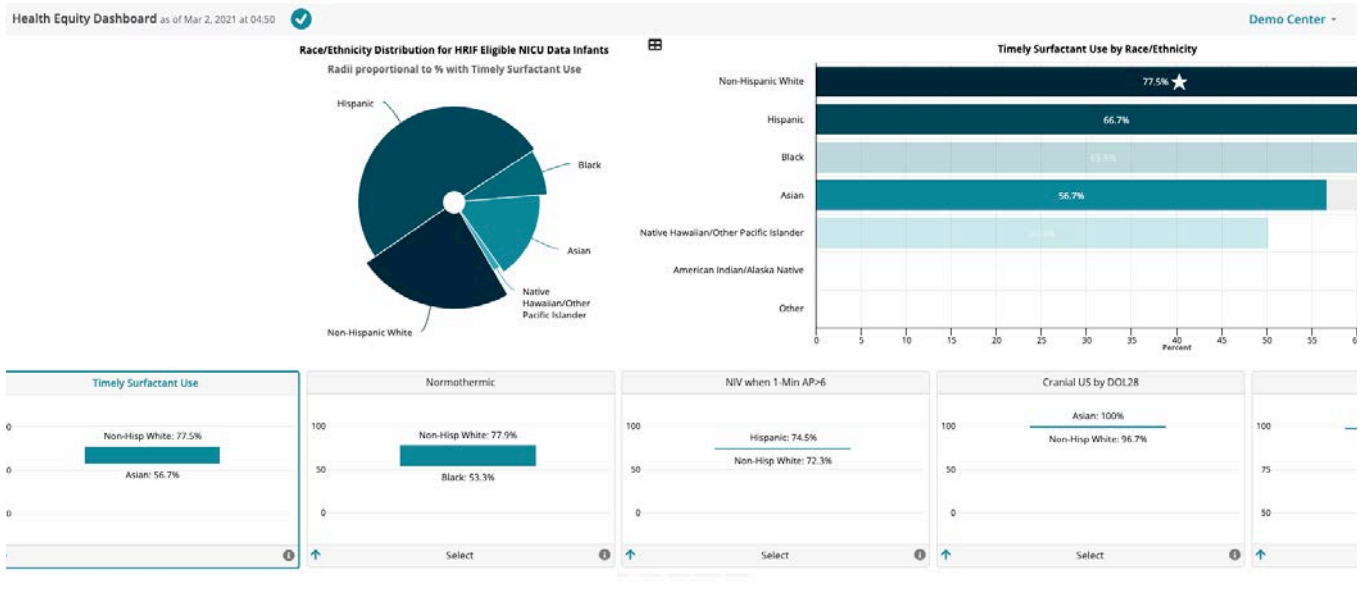 Health Equity Dashboard as of Mar 2, 2021 at 04:50
Demo Center
Race/Ethnicity Distribution for HRIF Eligible NICU Data Infants
Radii proportional to % with Timely Surfactant Use
Hispanic
Black
Asian
Native
Hawaiian/Other
Pacific Islander
Non-Hispanic White
Timely Surfactant Use by Race/Ethnicity
Non-Hispanic White
77.5%
Hispanic
66.7%
Black
Asian
56.7%
Native Hawaiian/Other Pacific Islander
American Indian/Alaska Native
Other
0 5 10 15 20 25 30 35 40 45 50 55
Percent
Timely Surfactant Use
Non-Hisp White: 77.5%
Asian: 56.7%
Normothermic
100
Non-Hisp White: 77.9%
50
Black: 53.3%
0
Select
NIV when 1-Min AP>6
100
Hispanic: 74.5%
Non-Hisp White: 72.3%
50
0
Select
Cranial US by DOL28
Asian: 100%
100
Non-Hisp White: 96.7%
50
0
Select
100
75
50